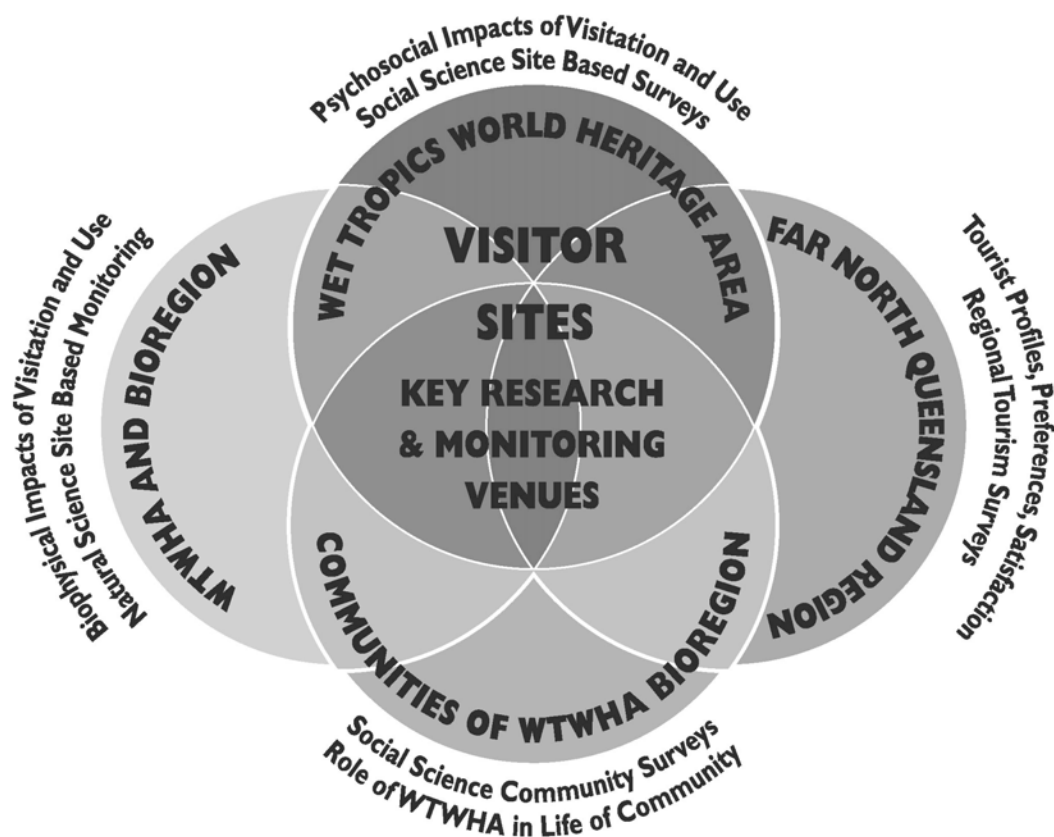 Psychosocial Impacts of Visitation and Use
Social Science Site Based Surveys
WET TROPICS WORLD HERITAGE AREA
Biophysical Impacts of Visitation and Use
Natural Science Site Based Monitoring
WTWHA AND BIOREGION
VISITOR
SITES
KEY RESEARCH
& MONITORING
VENUES
FAR NORTH QUEENSLAND REGION
Tourist Profiles, Preferences, Satisfaction
Regional Tourism Surveys
COMMUNITIES OF WTWHA BIOREGION
Social Science Community Surveys
Role of WTWHA in Life of Community